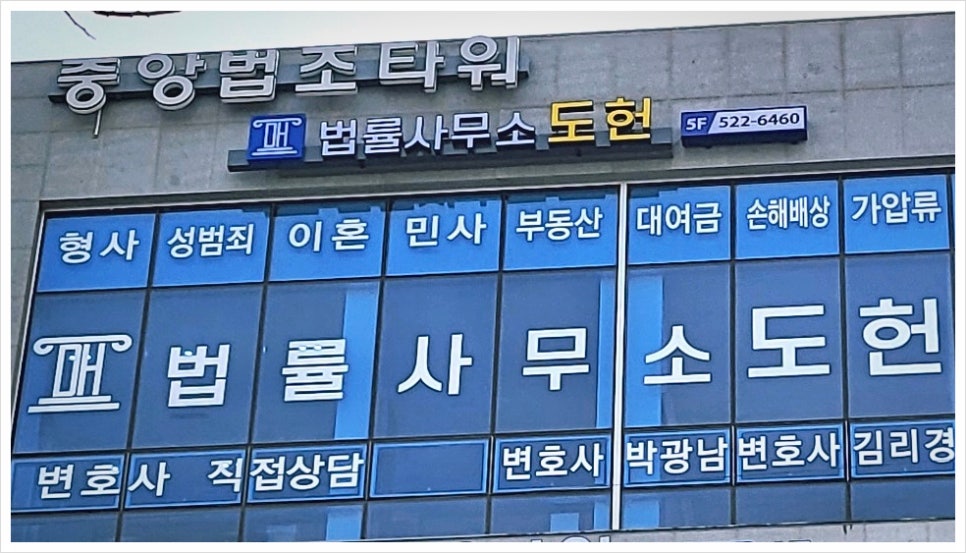 중앙법조타워
매 법률사무소 도헌 5F 522-6460
형사 성범죄 이혼 민사 부동산 대여금 손해배상 가압류
매 법률사무소도헌
변호사 직접상담 변호사 박광남 변호사 김리경